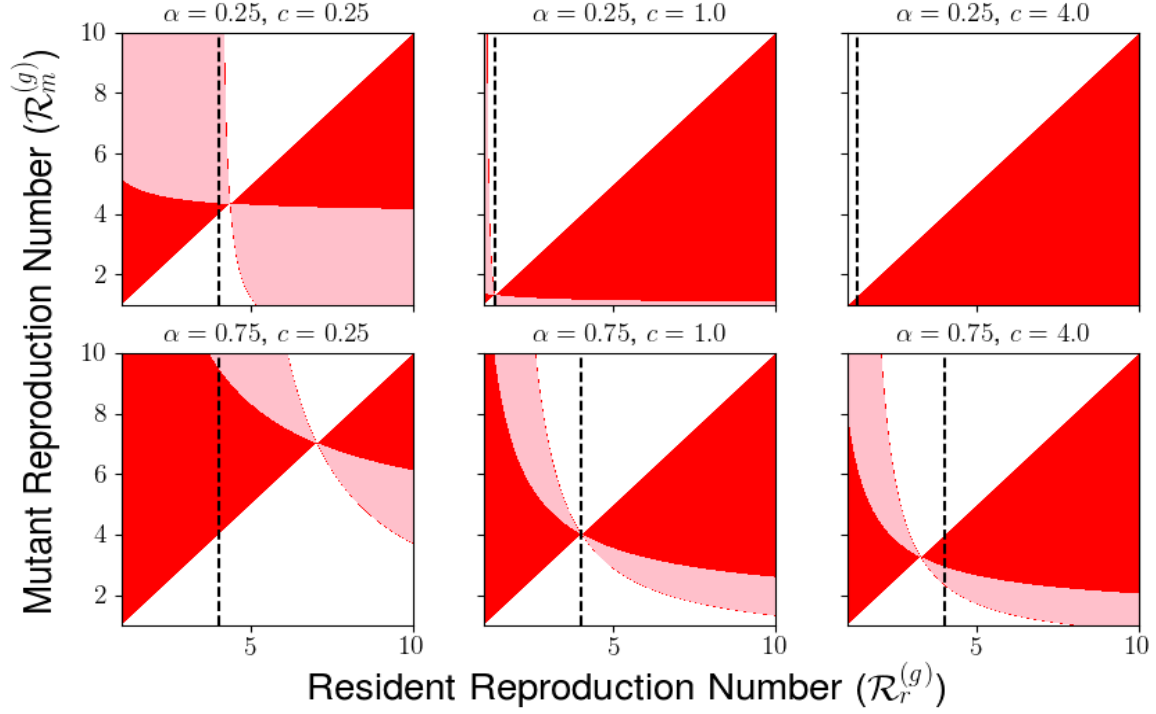 α = 0.25, c = 0.25
α = 0.25, c = 1.0
α = 0.25, c = 4.0
10
8
6
4
2
α = 0.75, c = 0.25
α = 0.75, c = 1.0
α = 0.75, c = 4.0
10
8
6
4
2
5 10
5 10
5 10
Mutant Reproduction Number (ℛₘ⁽ᵍ⁾)
Resident Reproduction Number (ℛᵣ⁽ᵍ⁾)